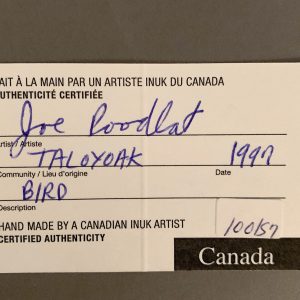 AIT À LA MAIN PAR UN ARTISTE INUK DU CANADA
AUTHENTICITÉ CERTIFIÉE
Joe Poodlat
Artist / Artiste
TALOYOAK 1997
Community / Lieu d'origine Date
BIRD
Description
HAND MADE BY A CANADIAN INUK ARTIST
CERTIFIED AUTHENTICITY
100157
Canada